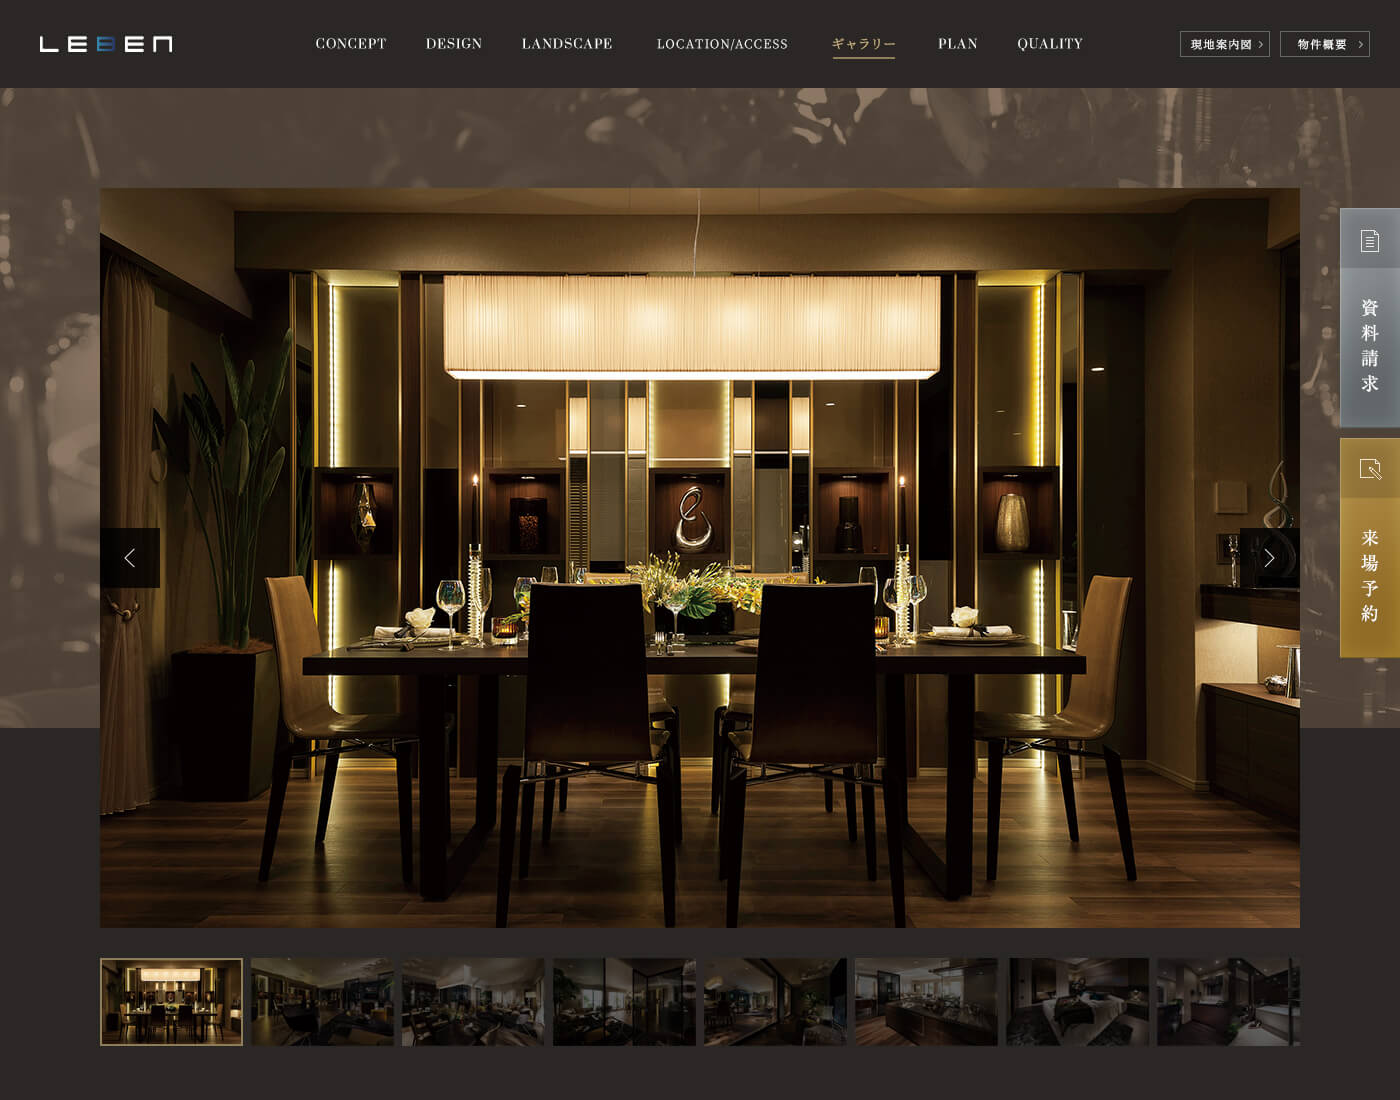 LEBEN
CONCEPT
DESIGN
LANDSCAPE
LOCATION/ACCESS
ギャラリー
PLAN
QUALITY
現地案内図
物件概要
資料請求
来場予約